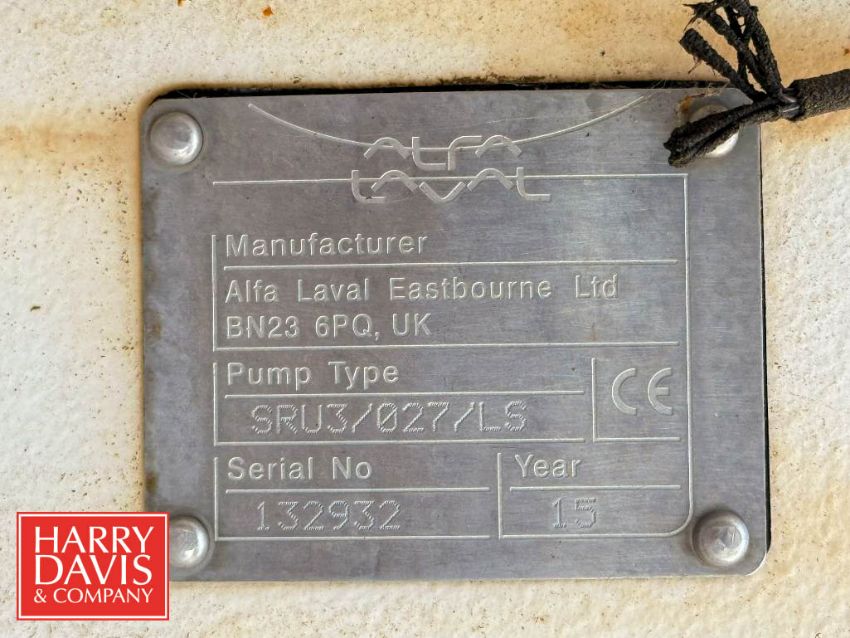 ALFA
LAVAL
Manufacturer
Alfa Laval Eastbourne Ltd
BN23 6PQ, UK
Pump Type
SRU3/027/LS
CE
Serial No
132932
Year
15
HARRY
DAVIS
& COMPANY